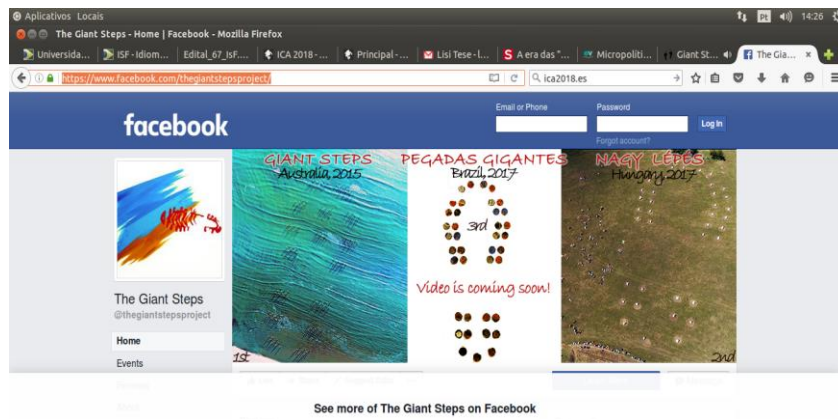 Aplicativos Locais
Pt
14:26
The Giant Steps - Home | Facebook - Mozilla Firefox
Universida...
ISF - Idiom...
Edital_67_IsF....
ICA 2018 - ...
Principal - ...
Lisi Tese - l...
A era das "...
Micropolíti...
Giant St...
The Gia...
https://www.facebook.com/thegiantstepsproject/
ica2018.es
facebook
Email or Phone
Password
Log In
Forgot account?
GIANT STEPS
Australia, 2015
PEGADAS GIGANTES
Brazil, 2017
NAGY LÉPÉS
Hungary, 2017
3rd
Video is coming soon!
1st
2nd
The Giant Steps
@thegiantstepsproject
Home
Events
See more of The Giant Steps on Facebook